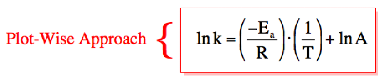 Plot-Wise Approach { ln k = (-Eₐ/R) · (1/T) + ln A